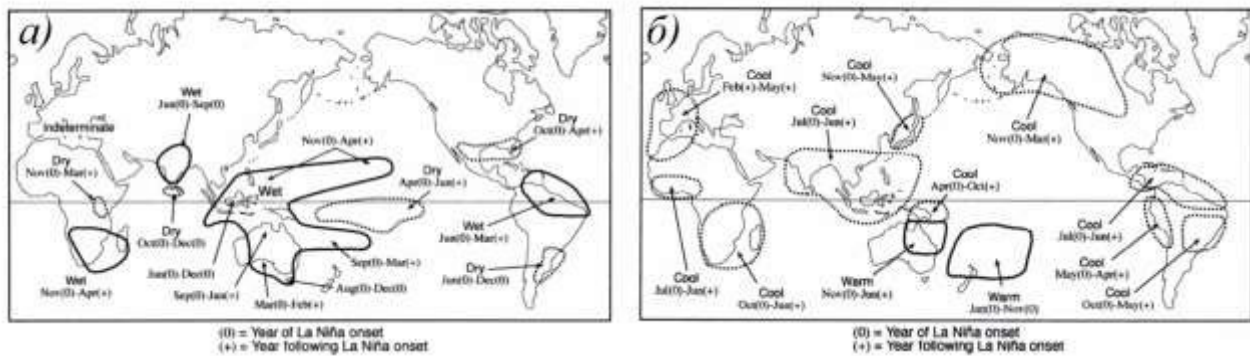 а)
Wet
Jun(0)-Sep(0)
Indeterminate
Dry
Nov(0)-Mar(+)
Dry
Oct(0)-Dec(0)
Wet
Nov(0)-Apr(+)
Jun(0)-Dec(0)
Sep(0)-Jan(+)
Mar(0)-Feb(+)
Aug(0)-Dec(0)
Sep(0)-Mar(+)
Nov(0)-Apr(+)
Wet
Dry
Apr(0)-Jun(+)
Dry
Oct(0)-Apr(+)
Wet
Jun(0)-Mar(+)
Dry
Jun(0)-Dec(0)
(0) = Year of La Niña onset
(+) = Year following La Niña onset
б)
Cool
Feb(+)-May(+)
Cool
Nov(0)-May(+)
Cool
Jul(0)-Jun(+)
Cool
Nov(0)-Mar(+)
Cool
Apr(0)-Oct(+)
Cool
Jul(0)-Jun(+)
Cool
Oct(0)-Jun(+)
Warm
Nov(0)-Jun(+)
Warm
Jan(0)-Nov(0)
Cool
Jul(0)-Jun(+)
Cool
May(0)-Apr(+)
Cool
Oct(0)-May(+)
(0) = Year of La Niña onset
(+) = Year following La Niña onset